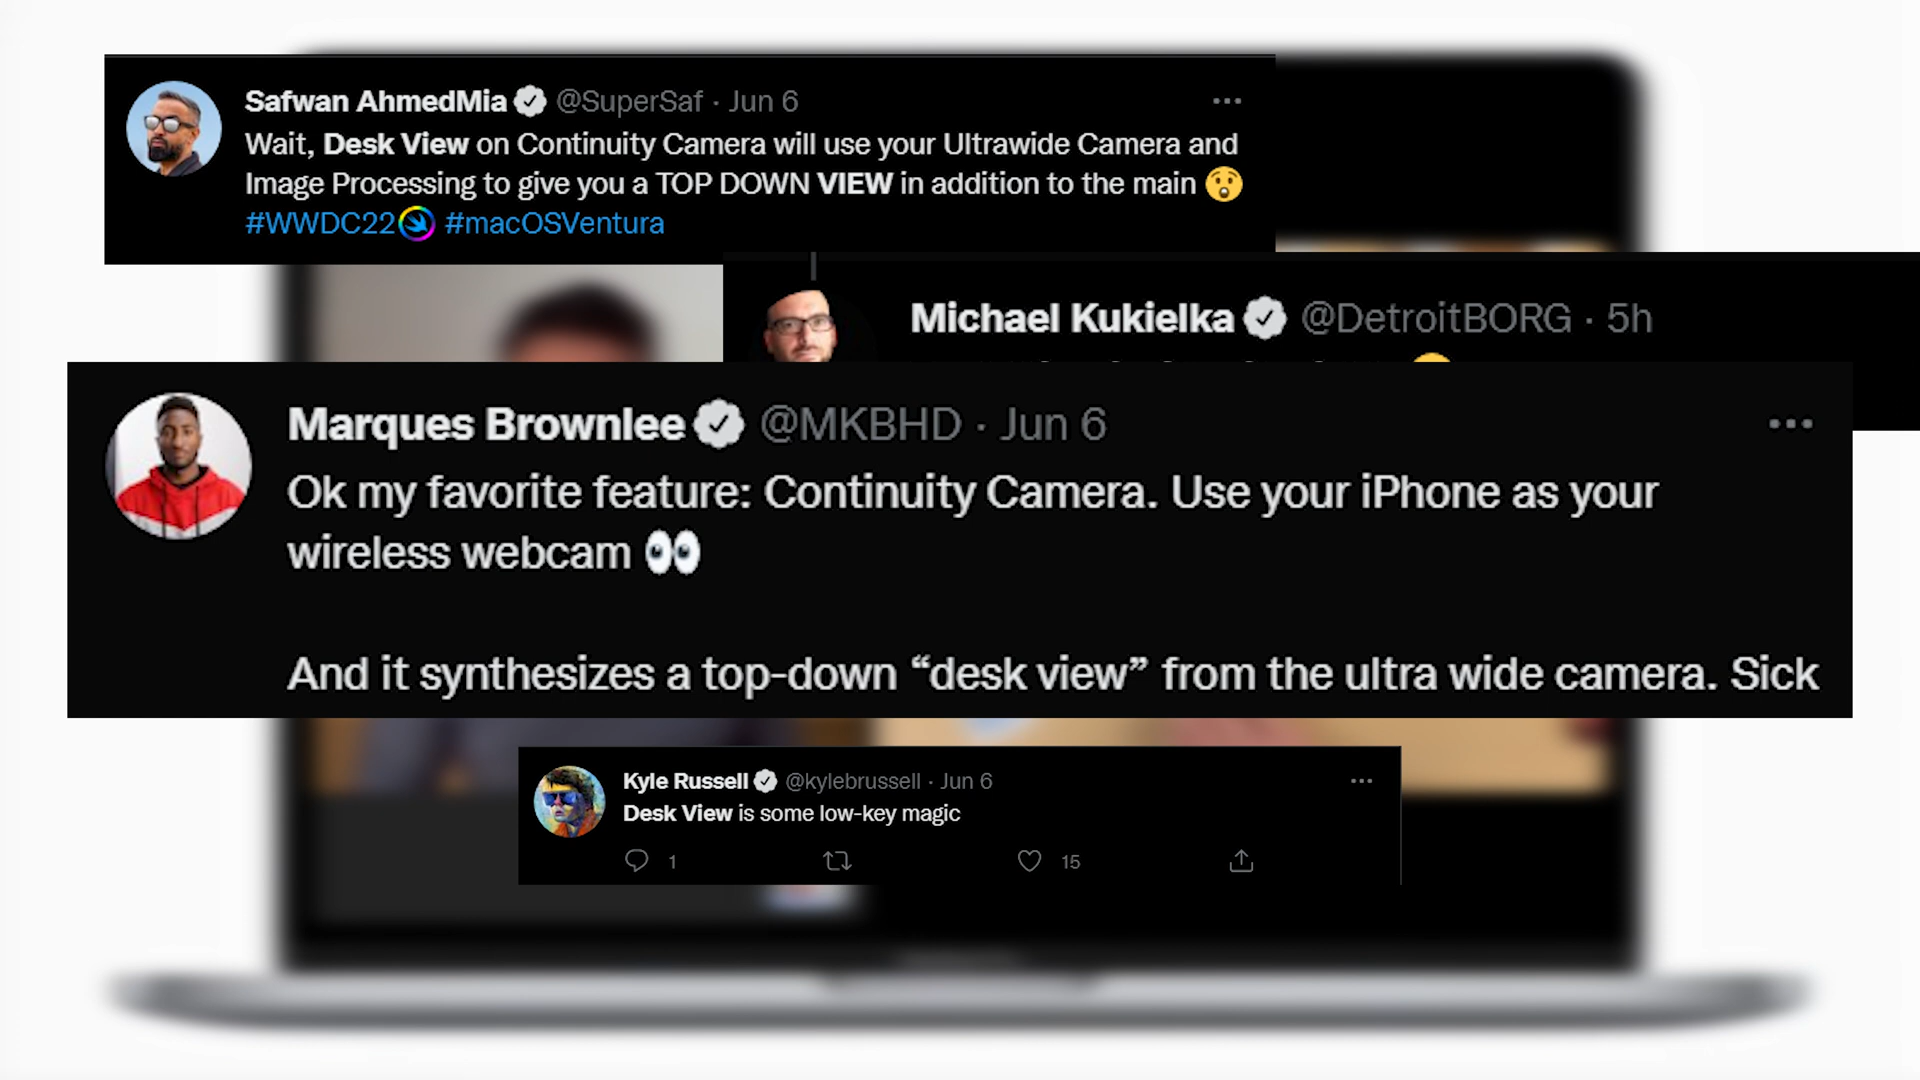 Safwan AhmedMia @SuperSaf · Jun 6
Wait, Desk View on Continuity Camera will use your Ultrawide Camera and
Image Processing to give you a TOP DOWN VIEW in addition to the main 😲
#WWDC22 #macOSVentura
Michael Kukielka @DetroitBORG · 5h
Marques Brownlee @MKBHD · Jun 6
Ok my favorite feature: Continuity Camera. Use your iPhone as your
wireless webcam 👀
And it synthesizes a top-down “desk view” from the ultra wide camera. Sick
Kyle Russell @kylebrussell · Jun 6
Desk View is some low-key magic
1 15